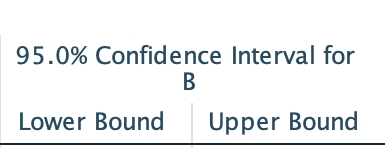 95.0% Confidence Interval for
B
Lower Bound Upper Bound